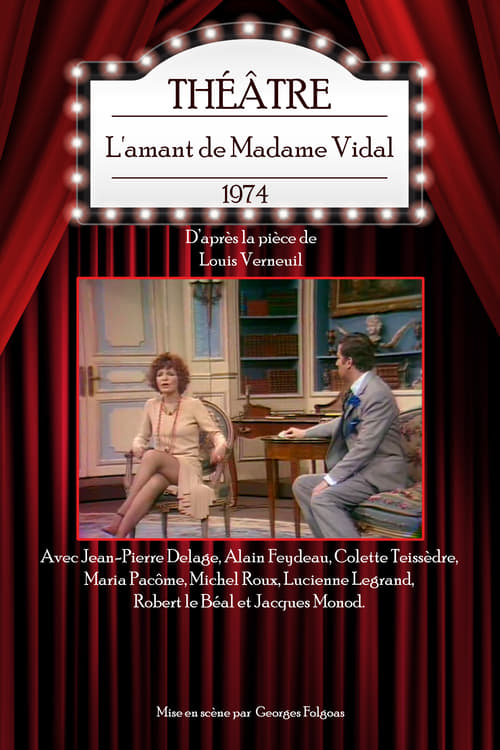 THÉÂTRE
L'amant de Madame Vidal
1974
D'après la pièce de
Louis Verneuil
Avec Jean-Pierre Delage, Alain Feydeau, Colette Teissèdre,
Maria Pacôme, Michel Roux, Lucienne Legrand,
Robert le Béal et Jacques Monod.
Mise en scène par Georges Folgoas